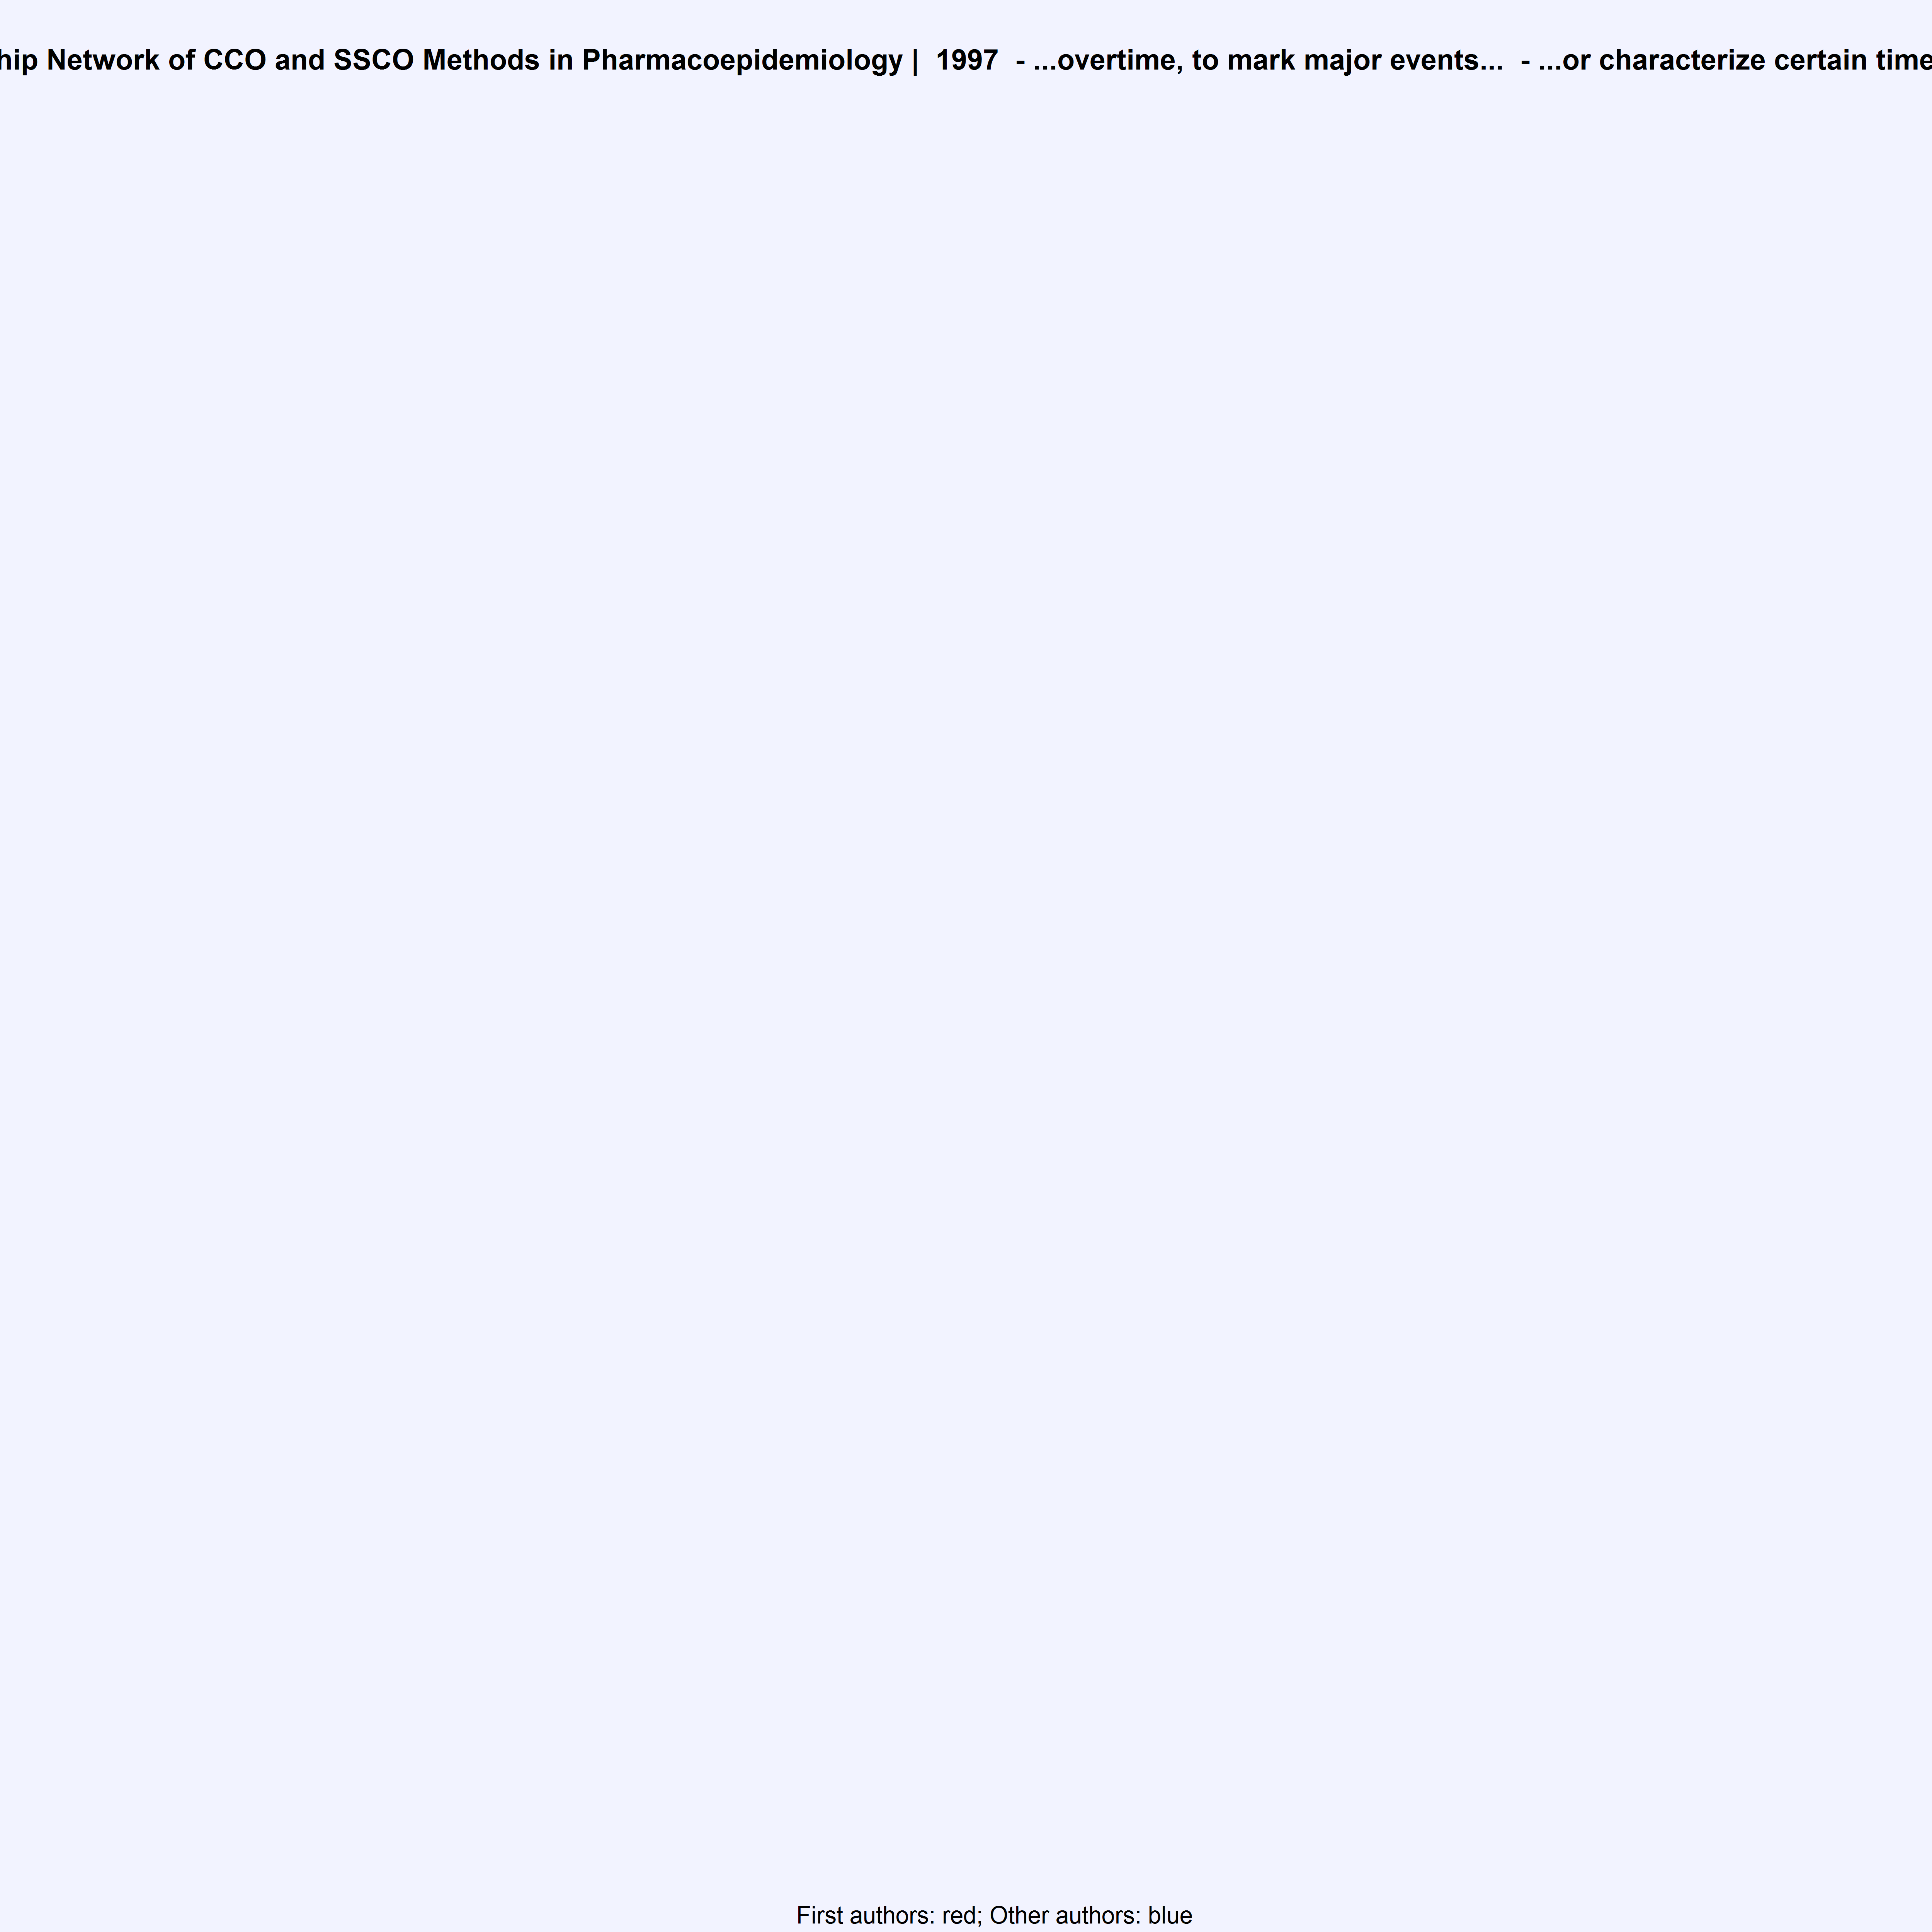 hip Network of CCO and SSCO Methods in Pharmacoepidemiology | 1997 - ...overtime, to mark major events... - ...or characterize certain time
First authors: red; Other authors: blue